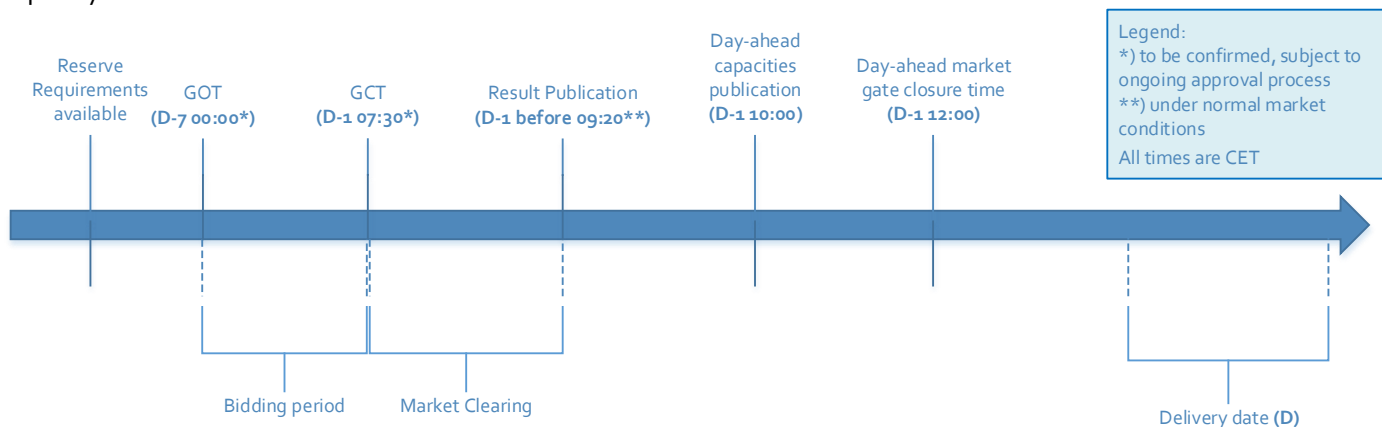 Reserve
Requirements
available
GOT
(D-7 00:00*)
GCT
(D-1 07:30*)
Result Publication
(D-1 before 09:20**)
Day-ahead
capacities
publication
(D-1 10:00)
Day-ahead market
gate closure time
(D-1 12:00)
Legend:
*) to be confirmed, subject to
ongoing approval process
**) under normal market
conditions
All times are CET
Bidding period
Market Clearing
Delivery date (D)